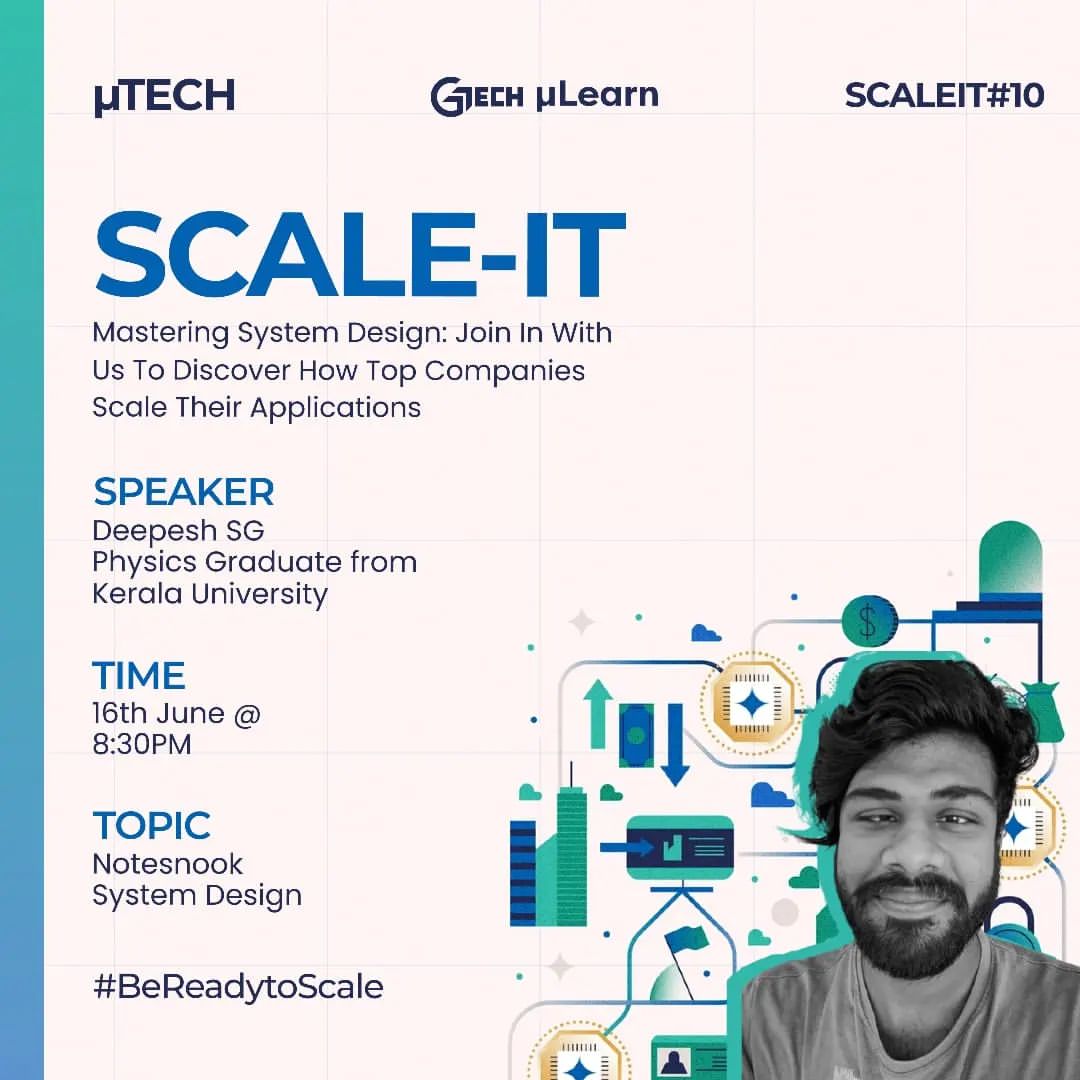 µTECH
GTECH µLearn
SCALEIT#10
SCALE-IT
Mastering System Design: Join In With
Us To Discover How Top Companies
Scale Their Applications
SPEAKER
Deepesh SG
Physics Graduate from
Kerala University
TIME
16th June @
8:30PM
TOPIC
Notesnook
System Design
#BeReadytoScale